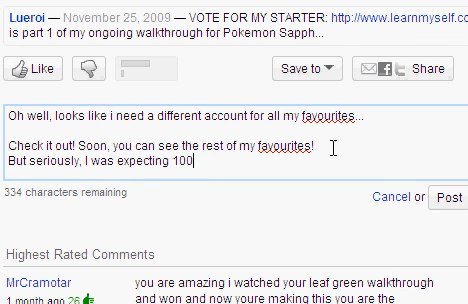 Lueroi — November 25, 2009 — VOTE FOR MY STARTER: http://www.learnmyself.co
is part 1 of my ongoing walkthrough for Pokemon Sapph...
Like
Save to
Share
Oh well, looks like i need a different account for all my favourites...
Check it out! Soon, you can see the rest of my favourites!
But seriously, I was expecting 100
334 characters remaining
Cancel or Post
Highest Rated Comments
MrCramotar you are amazing i watched your leaf green walkthrough
1 month ago 26 and won and now youre making this you are the